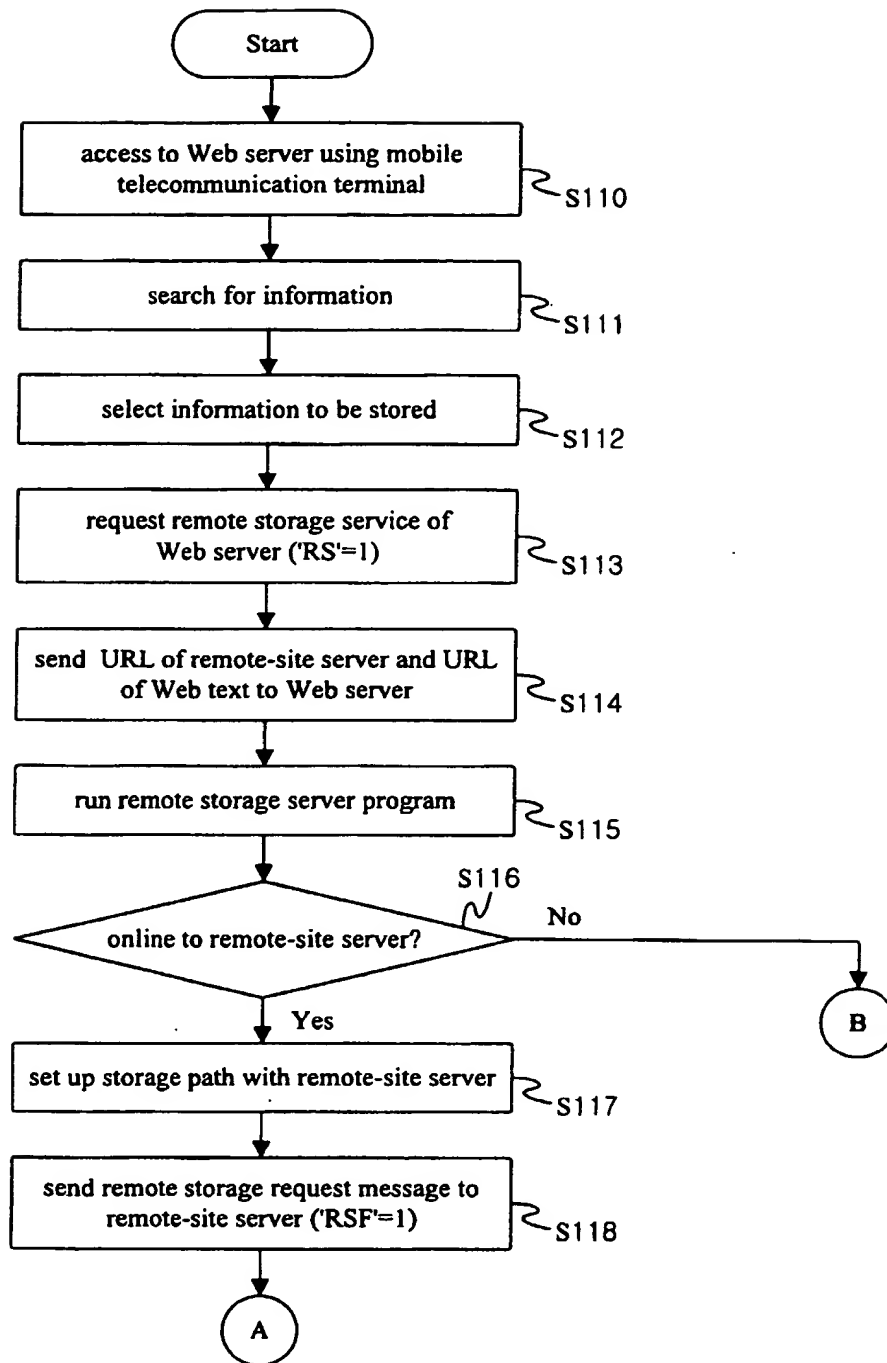 Start
access to Web server using mobile
telecommunication terminal
S110
search for information
S111
select information to be stored
S112
request remote storage service of
Web server ('RS'=1)
S113
send URL of remote-site server and URL
of Web text to Web server
S114
run remote storage server program
S115
S116
online to remote-site server?
No
B
Yes
set up storage path with remote-site server
S117
send remote storage request message to
remote-site server ('RSF'=1)
S118
A